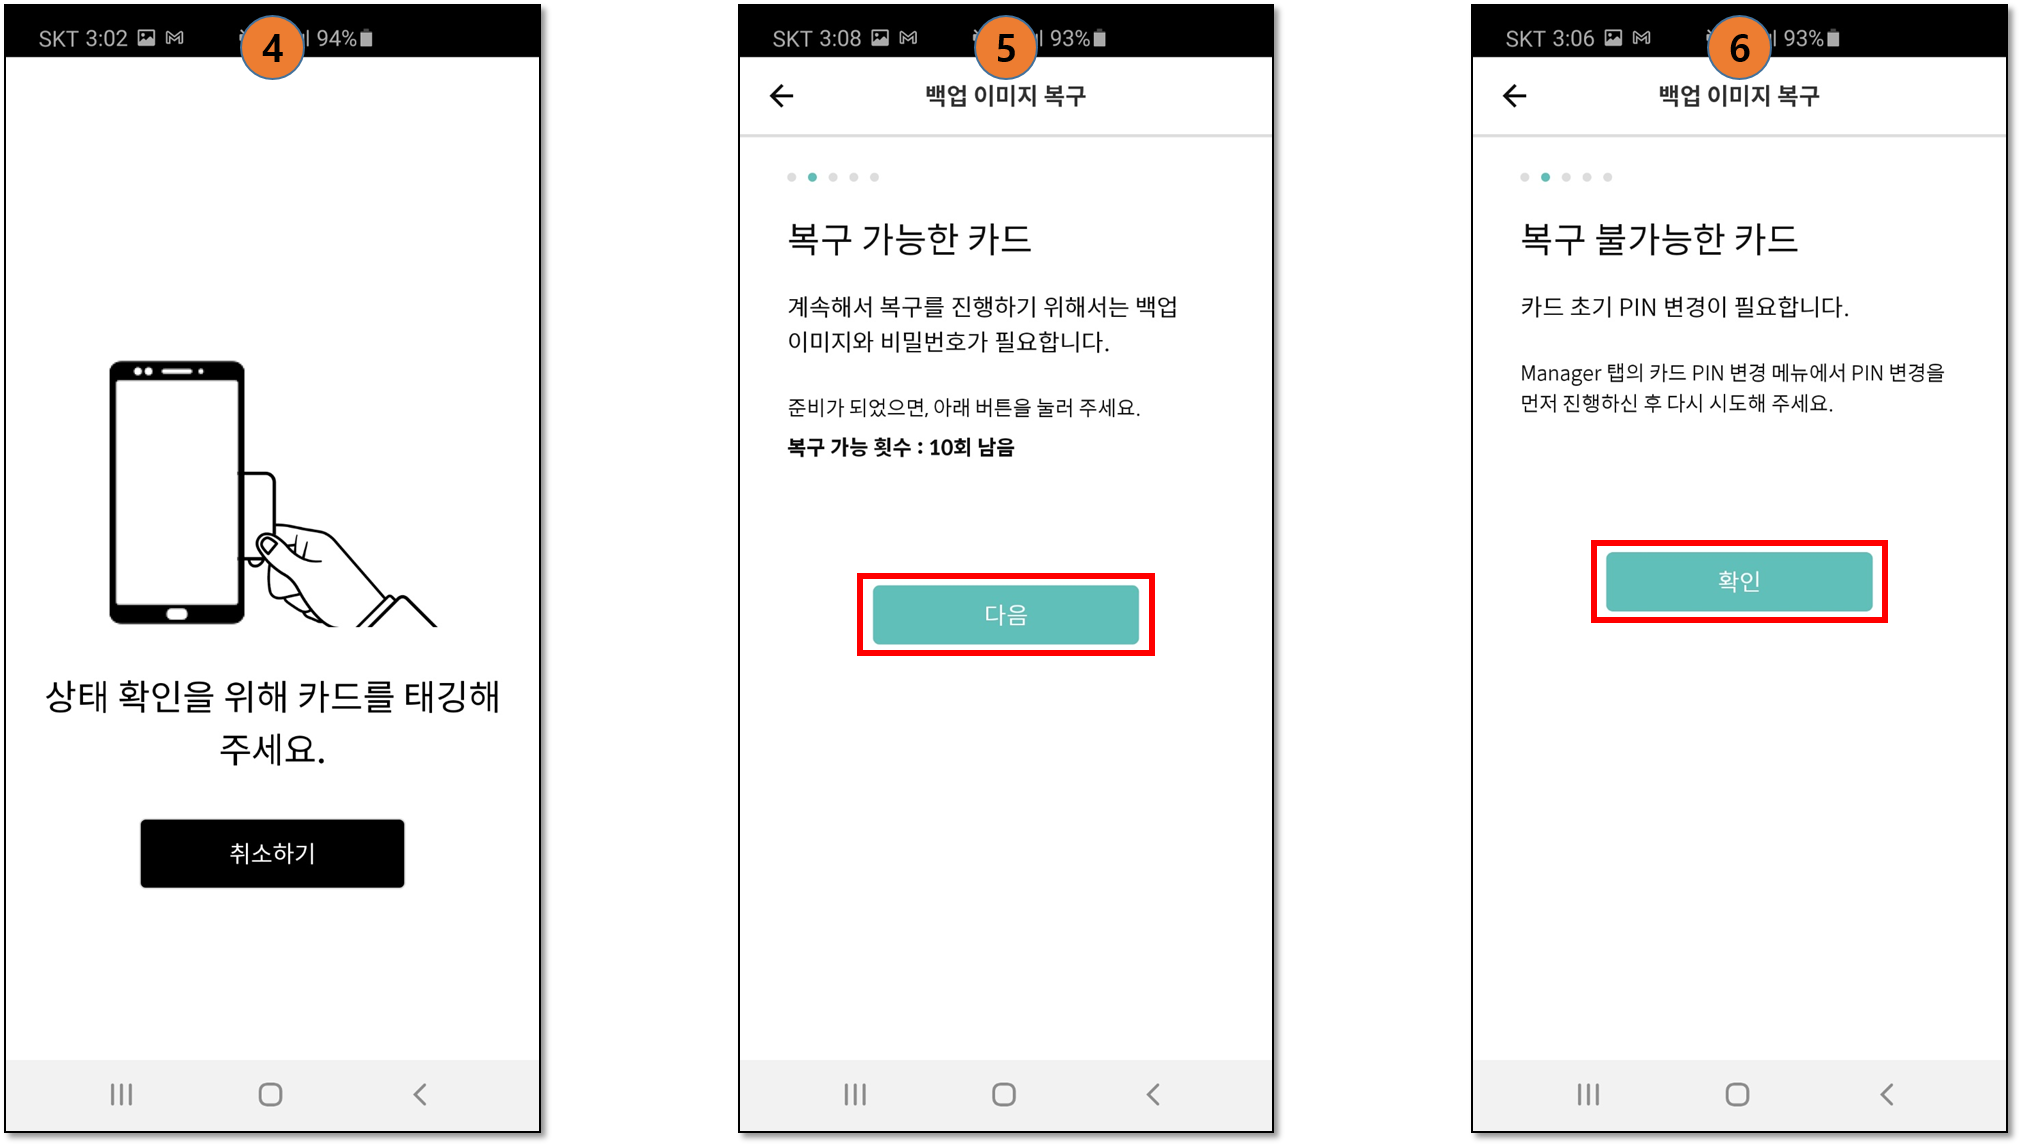 SKT 3:02
4
94%
상태 확인을 위해 카드를 태깅해
주세요.
취소하기
SKT 3:08
5
93%
백업 이미지 복구
복구 가능한 카드
계속해서 복구를 진행하기 위해서는 백업
이미지와 비밀번호가 필요합니다.
준비가 되었으면, 아래 버튼을 눌러 주세요.
복구 가능 횟수 : 10회 남음
다음
SKT 3:06
6
93%
백업 이미지 복구
복구 불가능한 카드
카드 초기 PIN 변경이 필요합니다.
Manager 탭의 카드 PIN 변경 메뉴에서 PIN 변경을
먼저 진행하신 후 다시 시도해 주세요.
확인